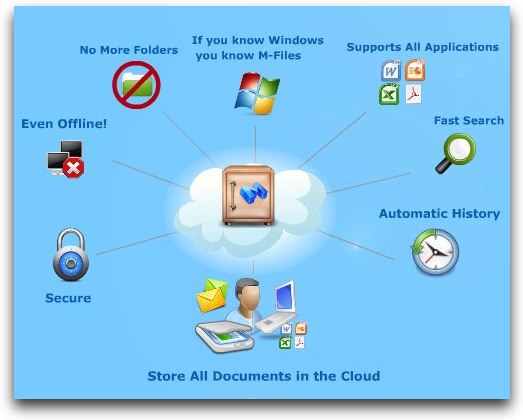 No More Folders
If you know Windows
you know M-Files
Supports All Applications
Even Offline!
Fast Search
Automatic History
Secure
Store All Documents in the Cloud